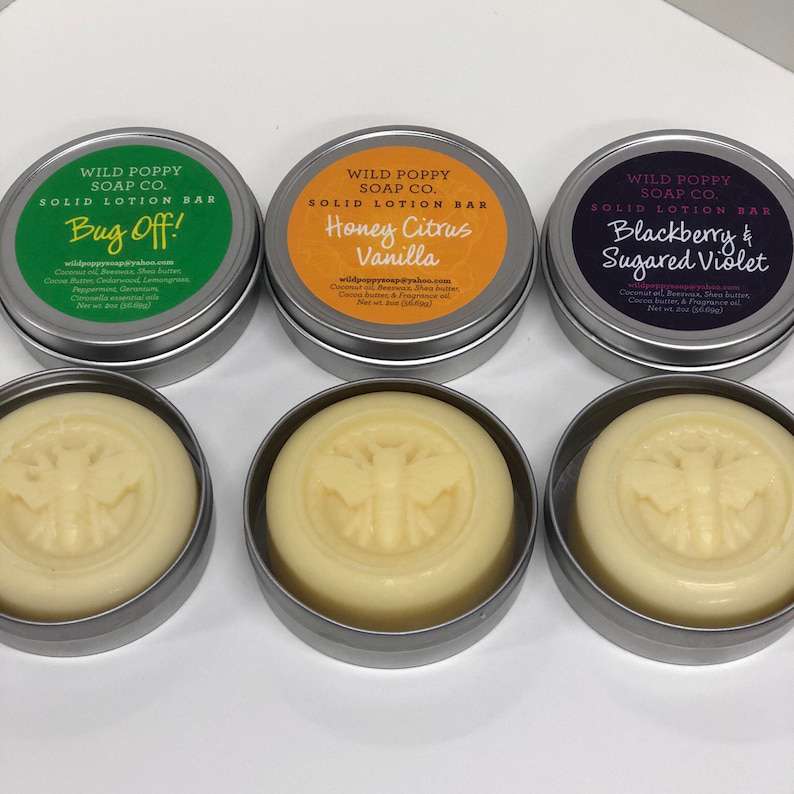 WILD POPPY
SOAP CO.
SOLID LOTION BAR
Bug Off!
wildpoppysoap@yahoo.com
Coconut oil, Beeswax, Shea butter,
Cocoa Butter, Cedarwood, Lemongrass,
Peppermint, Geranium,
Citronella essential oils
Net wt. 2oz (56.69g)
WILD POPPY
SOAP CO.
SOLID LOTION BAR
Honey Citrus
Vanilla
wildpoppysoap@yahoo.com
Coconut oil, Beeswax, Shea butter,
Cocoa butter, & Fragrance oil.
Net wt. 2oz (56.69g)
WILD POPPY
SOAP CO.
SOLID LOTION BAR
Blackberry &
Sugared Violet
wildpoppysoap@yahoo.com
Coconut oil, Beeswax, Shea butter,
Cocoa butter, & Fragrance oil.
Net wt. 2oz (56.69g)